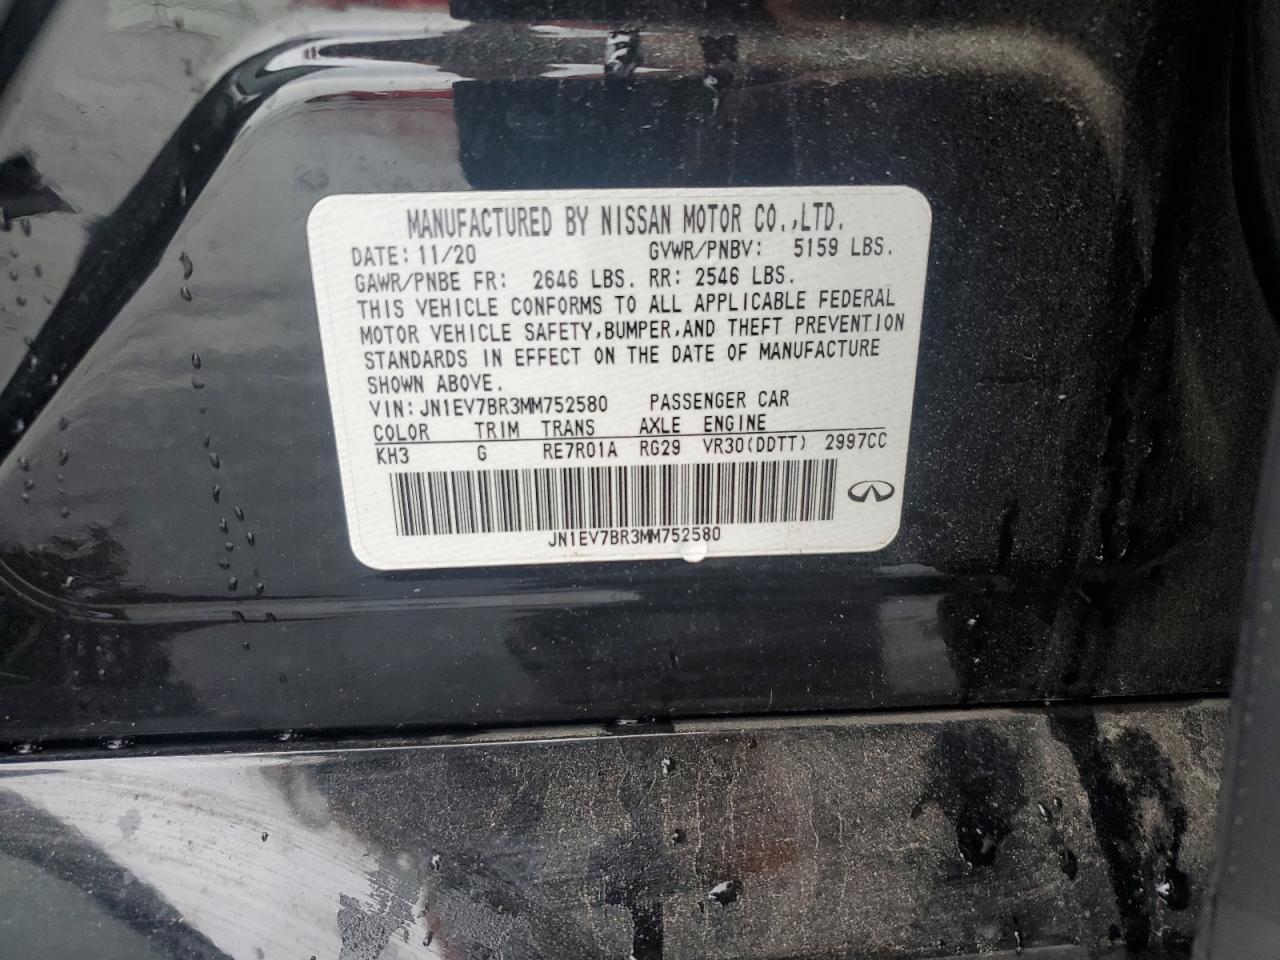 MANUFACTURED BY NISSAN MOTOR CO.,LTD.
DATE: 11/20 GVWR/PNBV: 5159 LBS.
GAWR/PNBE FR: 2646 LBS. RR: 2546 LBS.
THIS VEHICLE CONFORMS TO ALL APPLICABLE FEDERAL
MOTOR VEHICLE SAFETY,BUMPER,AND THEFT PREVENTION
STANDARDS IN EFFECT ON THE DATE OF MANUFACTURE
SHOWN ABOVE.
VIN: JN1EV7BR3MM752580 PASSENGER CAR
COLOR TRIM TRANS AXLE ENGINE
KH3 G RE7R01A RG29 VR30(DDTT) 2997CC
JN1EV7BR3MM752580